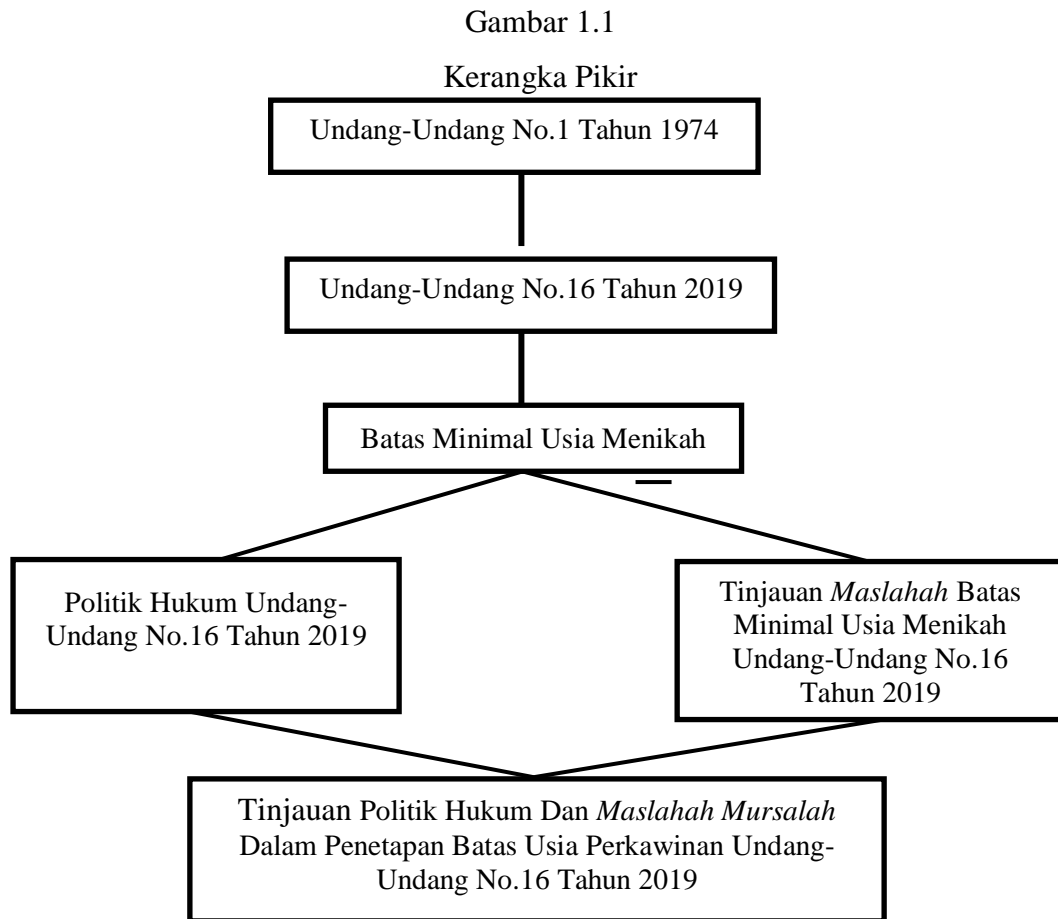 Gambar 1.1
Kerangka Pikir
Undang-Undang No.1 Tahun 1974
Undang-Undang No.16 Tahun 2019
Batas Minimal Usia Menikah
Politik Hukum Undang-
Undang No.16 Tahun 2019
Tinjauan Maslahah Batas
Minimal Usia Menikah
Undang-Undang No.16
Tahun 2019
Tinjauan Politik Hukum Dan Maslahah Mursalah
Dalam Penetapan Batas Usia Perkawinan Undang-
Undang No.16 Tahun 2019